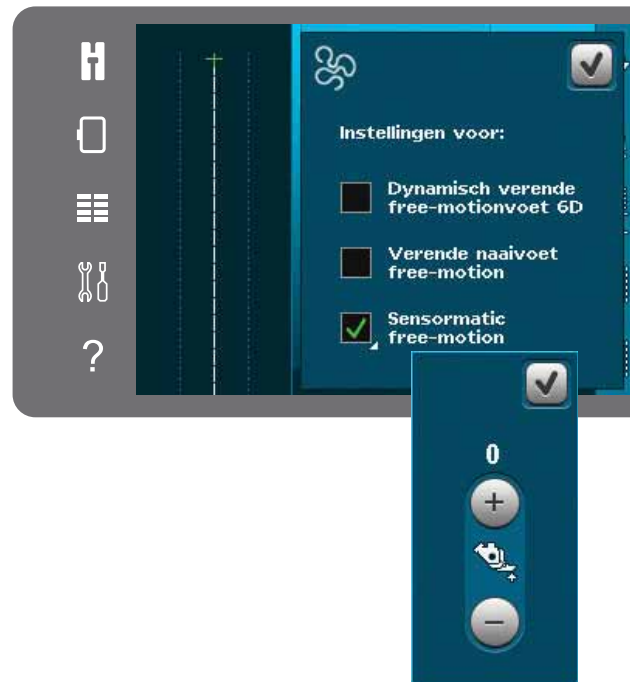 Instellingen voor:
Dynamisch verende
free-motionvoet 6D
Verende naaivoet
free-motion
Sensormatic
free-motion
?
0
+
−